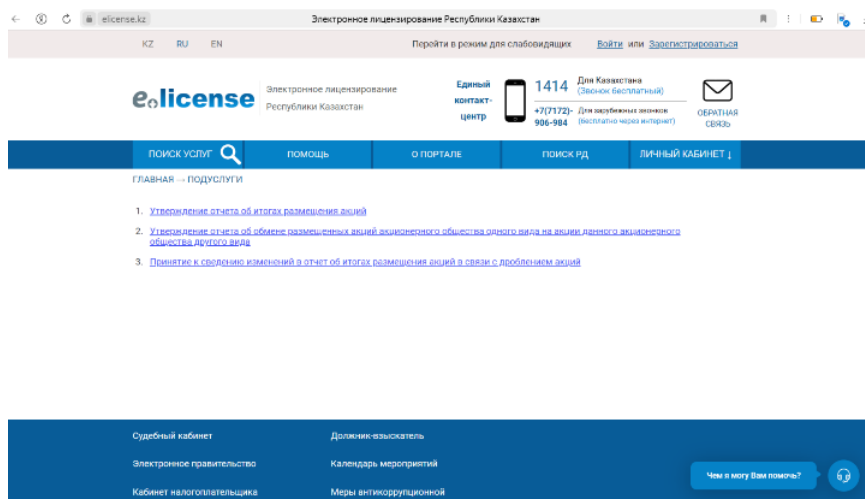 elicense.kz
Электронное лицензирование Республики Казахстан
KZ RU EN
Перейти в режим для слабовидящих
Войти или Зарегистрироваться
e.license
Электронное лицензирование
Республики Казахстан
Единый
контакт-
центр
1414
Для Казахстана
(Звонок бесплатный)
+7(7172)-
906-984
Для зарубежных звонков
(бесплатно через интернет)
ОБРАТНАЯ
СВЯЗЬ
ПОИСК УСЛУГ
ПОМОЩЬ
О ПОРТАЛЕ
ПОИСК РД
ЛИЧНЫЙ КАБИНЕТ ↓
ГЛАВНАЯ → ПОДУСЛУГИ
1. Утверждение отчета об итогах размещения акций
2. Утверждение отчета об обмене размещенных акций акционерного общества одного вида на акции данного акционерного
общества другого вида
3. Принятие к сведению изменений в отчет об итогах размещения акций в связи с дроблением акций
Судебный кабинет
Должник-взыскатель
Электронное правительство
Календарь мероприятий
Кабинет налогоплательщика
Меры антикоррупционной
Чем я могу Вам помочь?